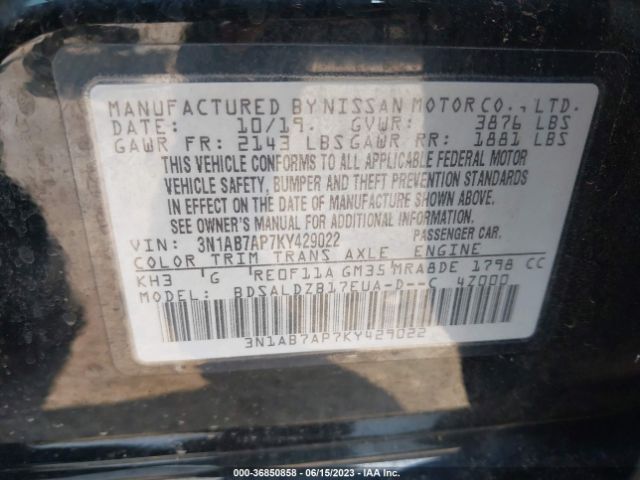 MANUFACTURED BY NISSAN MOTOR CO., LTD.
DATE: 10/19. GVWR: 3876 LBS
GAWR FR: 2143 LBS GAWR RR: 1881 LBS
THIS VEHICLE CONFORMS TO ALL APPLICABLE FEDERAL MOTOR
VEHICLE SAFETY, BUMPER AND THEFT PREVENTION STANDARDS
IN EFFECT ON THE DATE OF MANUFACTURE SHOWN ABOVE.
SEE OWNER'S MANUAL FOR ADDITIONAL INFORMATION.
VIN: 3N1AB7AP7KY429022 PASSENGER CAR.
COLOR TRIM TRANS AXLE ENGINE
KH3 G RE0F11A GM35 MRA8DE 1798 CC
MODEL: BDSALDZB17EUA-D--C 4Z000
3N1AB7AP7KY429022
000-36850858 - 06/15/2023 - IAA Inc.